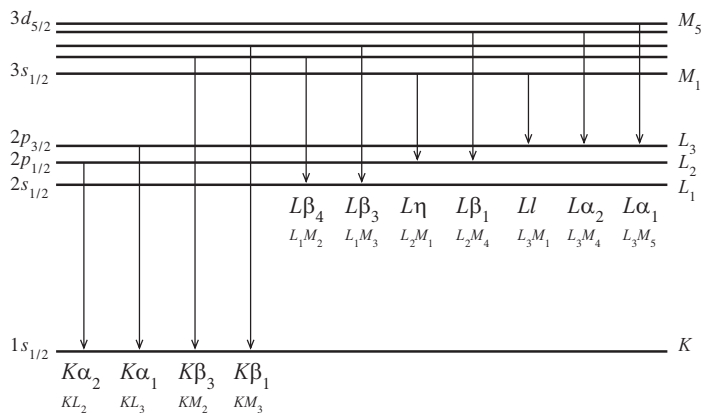 3d₅/₂ M₅
3s₁/₂ M₁
2p₃/₂ L₃
2p₁/₂ L₂
2s₁/₂ L₁
Lβ₄ Lβ₃ Lη Lβ₁ Ll Lα₂ Lα₁
L₁M₂ L₁M₃ L₂M₁ L₂M₄ L₃M₁ L₃M₄ L₃M₅
1s₁/₂ K
Kα₂ Kα₁ Kβ₃ Kβ₁
KL₂ KL₃ KM₂ KM₃